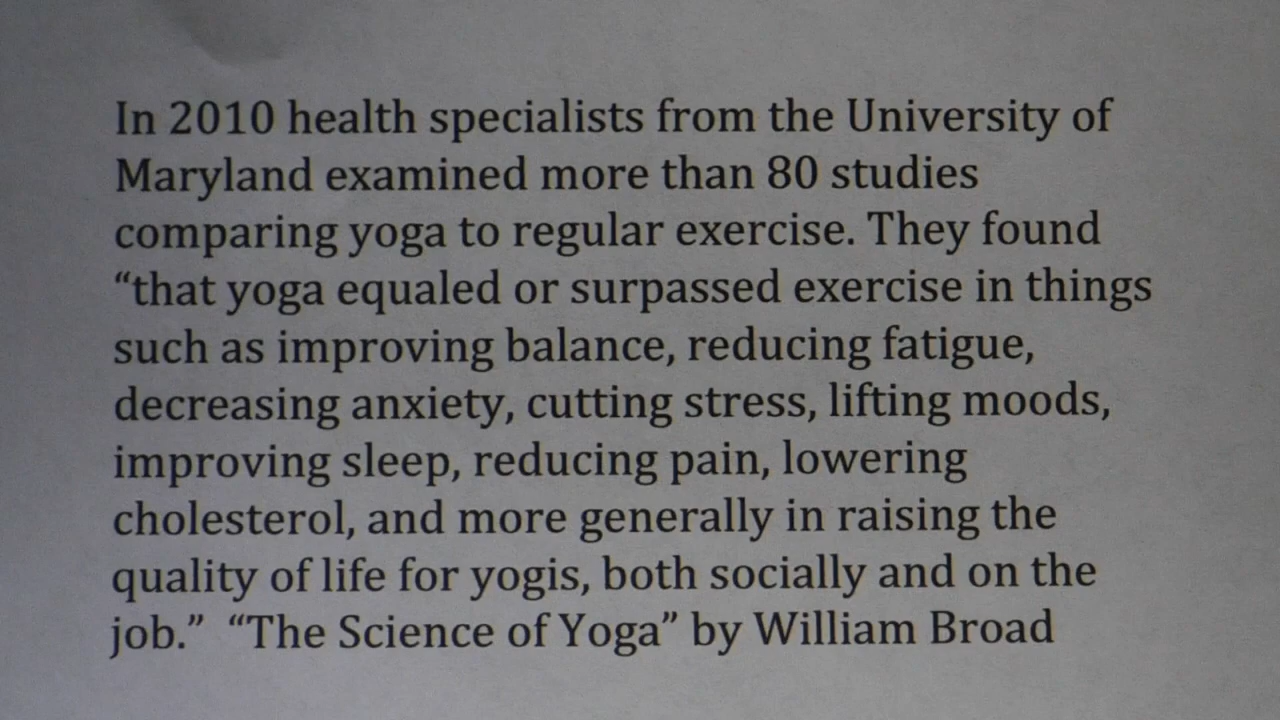 In 2010 health specialists from the University of
Maryland examined more than 80 studies
comparing yoga to regular exercise. They found
“that yoga equaled or surpassed exercise in things
such as improving balance, reducing fatigue,
decreasing anxiety, cutting stress, lifting moods,
improving sleep, reducing pain, lowering
cholesterol, and more generally in raising the
quality of life for yogis, both socially and on the
job.”  “The Science of Yoga” by William Broad